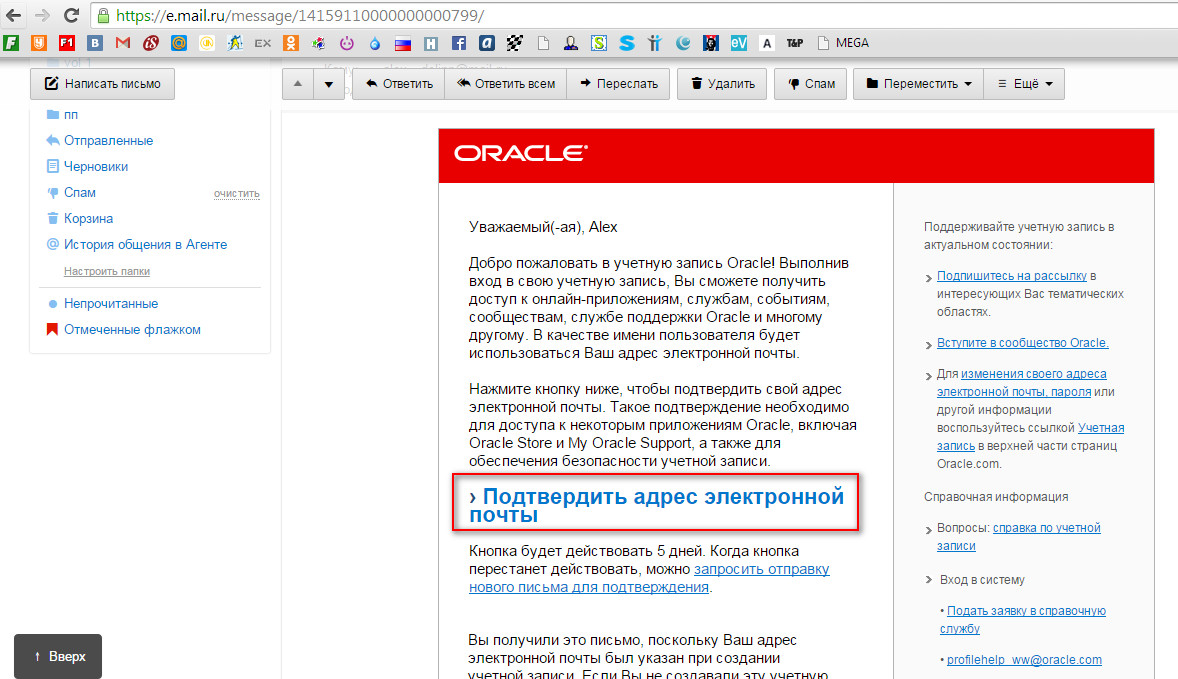 https://e.mail.ru/message/14159110000000000799/
EX
T&P
MEGA
Написать письмо
Ответить
Ответить всем
Переслать
Удалить
Спам
Переместить
Ещё
пп
Отправленные
Черновики
Спам
очистить
Корзина
История общения в Агенте
Настроить папки
Непрочитанные
Отмеченные флажком
ORACLE
Уважаемый(-ая), Alex
Добро пожаловать в учетную запись Oracle! Выполнив
вход в свою учетную запись, Вы сможете получить
доступ к онлайн-приложениям, службам, событиям,
сообществам, службе поддержки Oracle и многому
другому. В качестве имени пользователя будет
использоваться Ваш адрес электронной почты.
Нажмите кнопку ниже, чтобы подтвердить свой адрес
электронной почты. Такое подтверждение необходимо
для доступа к некоторым приложениям Oracle, включая
Oracle Store и My Oracle Support, а также для
обеспечения безопасности учетной записи.
› Подтвердить адрес электронной
почты
Кнопка будет действовать 5 дней. Когда кнопка
перестанет действовать, можно запросить отправку
нового письма для подтверждения.
Вы получили это письмо, поскольку Ваш адрес
электронной почты был указан при создании
учетной записи. Если Вы не создавали эту учетную
Поддерживайте учетную запись в
актуальном состоянии:
Подпишитесь на рассылку в
интересующих Вас тематических
областях.
Вступите в сообщество Oracle.
Для изменения своего адреса
электронной почты, пароля или
другой информации
воспользуйтесь ссылкой Учетная
запись в верхней части страниц
Oracle.com.
Справочная информация
Вопросы: справка по учетной
записи
Вход в систему
• Подать заявку в справочную
службу
• profilehelp_ww@oracle.com
↑ Вверх